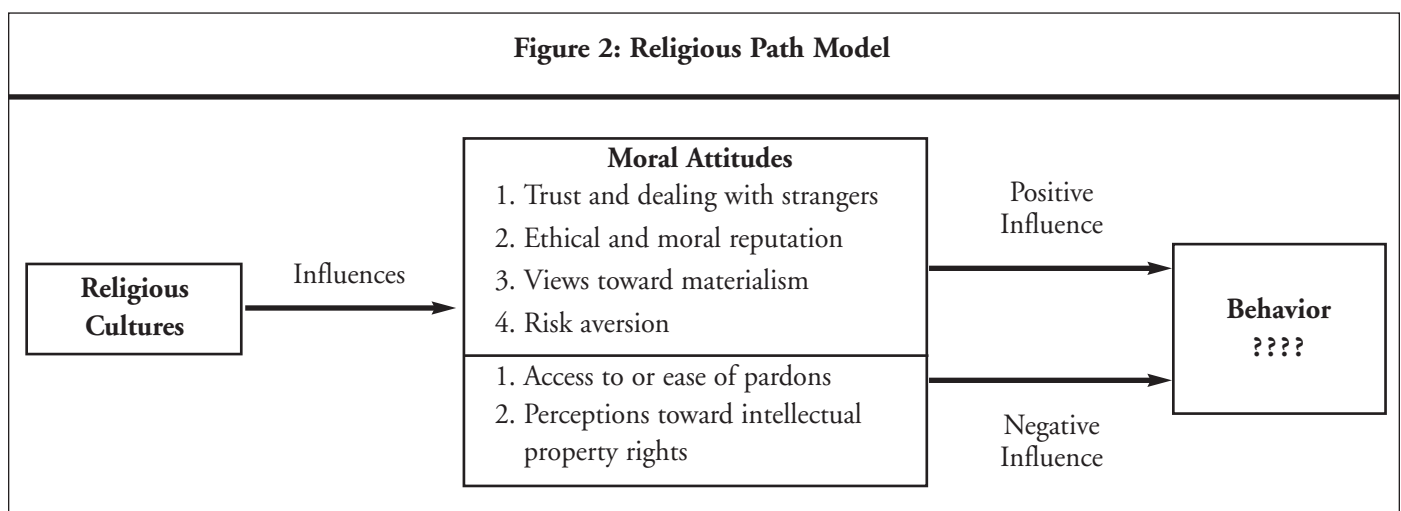 Figure 2: Religious Path Model
Religious
Cultures
Influences
Moral Attitudes
1. Trust and dealing with strangers
2. Ethical and moral reputation
3. Views toward materialism
4. Risk aversion
1. Access to or ease of pardons
2. Perceptions toward intellectual
property rights
Positive
Influence
Negative
Influence
Behavior
????